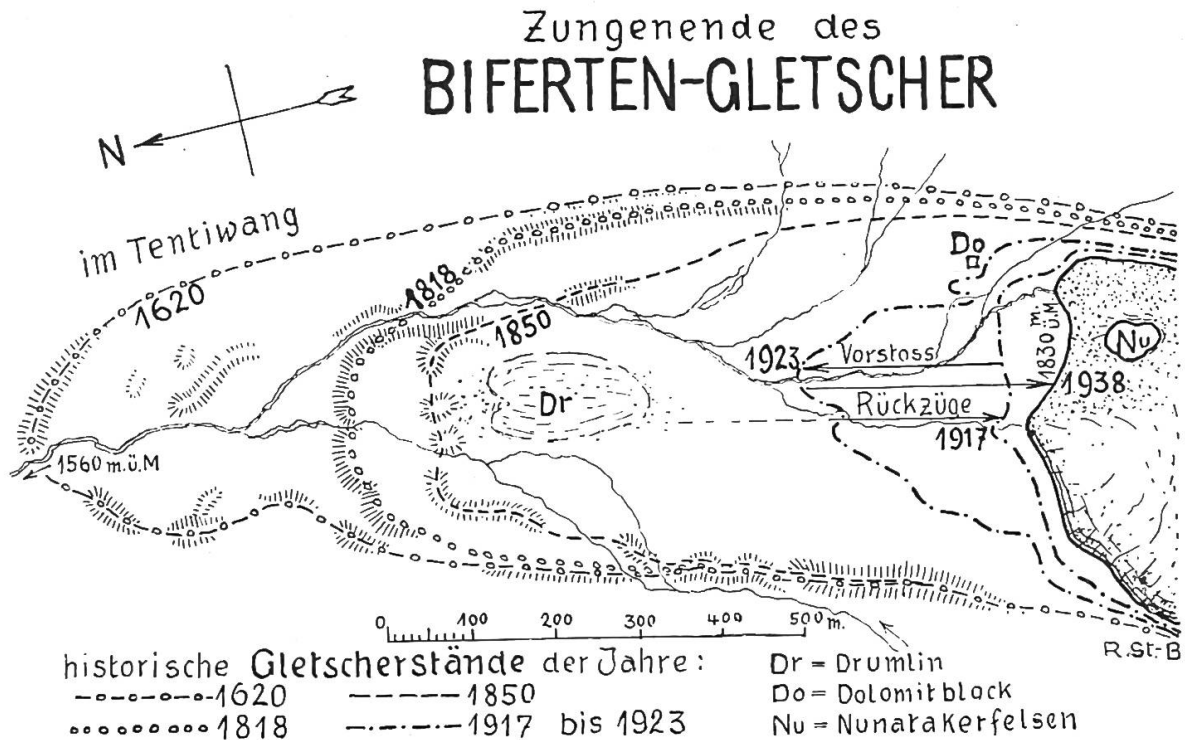 Zungenende des
BIFERTEN-GLETSCHER
N
im Tentiwang
1620
1818
1850
Dr
Do
Nu
1830 m. ü.M
1923
Vorstoss
1938
Rückzüge
1917
1560 m.ü.M
0 100 200 300 400 500 m.
R.St.-B
historische Gletscherstände der Jahre:
1620
1850
1818
1917 bis 1923
Dr = Drumlin
Do = Dolomitblock
Nu = Nunatakerfelsen